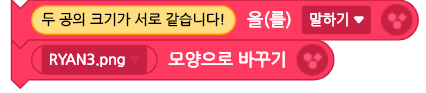 두 공의 크기가 서로 같습니다! 을(를) 말하기
RYAN3.png 모양으로 바꾸기